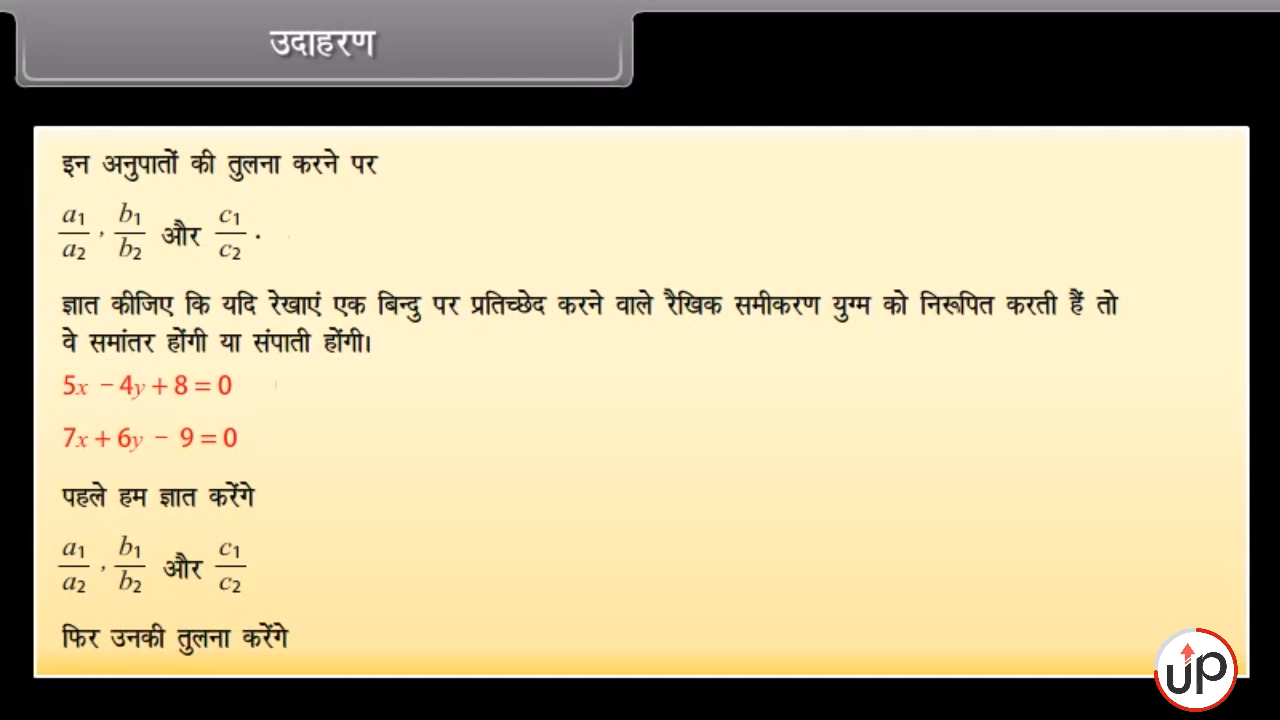 उदाहरण
इन अनुपातों की तुलना करने पर
a₁/a₂ , b₁/b₂ और c₁/c₂ .
ज्ञात कीजिए कि यदि रेखाएं एक बिन्दु पर प्रतिच्छेद करने वाले रैखिक समीकरण युग्म को निरूपित करती हैं तो
वे समांतर होंगी या संपाती होंगी।
5x − 4y + 8 = 0
7x + 6y − 9 = 0
पहले हम ज्ञात करेंगे
a₁/a₂ , b₁/b₂ और c₁/c₂
फिर उनकी तुलना करेंगे
UP